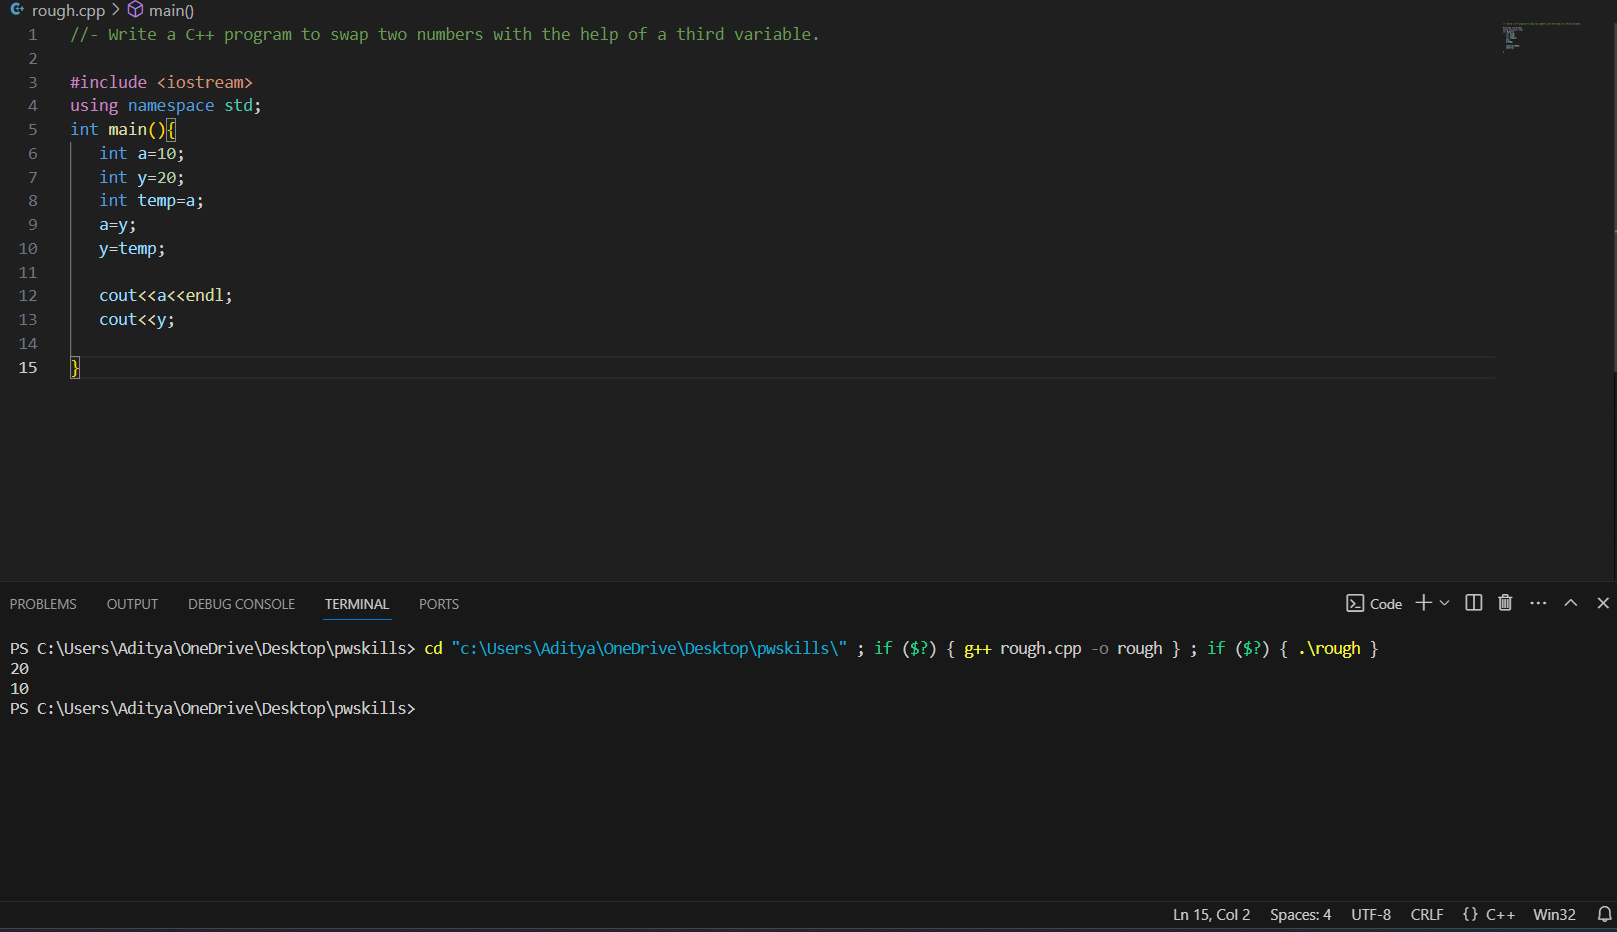 rough.cpp > main()
1 //- Write a C++ program to swap two numbers with the help of a third variable.
2
3 #include <iostream>
4 using namespace std;
5 int main(){
6 int a=10;
7 int y=20;
8 int temp=a;
9 a=y;
10 y=temp;
11
12 cout<<a<<endl;
13 cout<<y;
14
15 }
PROBLEMS OUTPUT DEBUG CONSOLE TERMINAL PORTS Code
PS C:\Users\Aditya\OneDrive\Desktop\pwskills> cd "c:\Users\Aditya\OneDrive\Desktop\pwskills\" ; if ($?) { g++ rough.cpp -o rough } ; if ($?) { .\rough }
20
10
PS C:\Users\Aditya\OneDrive\Desktop\pwskills>
Ln 15, Col 2 Spaces: 4 UTF-8 CRLF {} C++ Win32